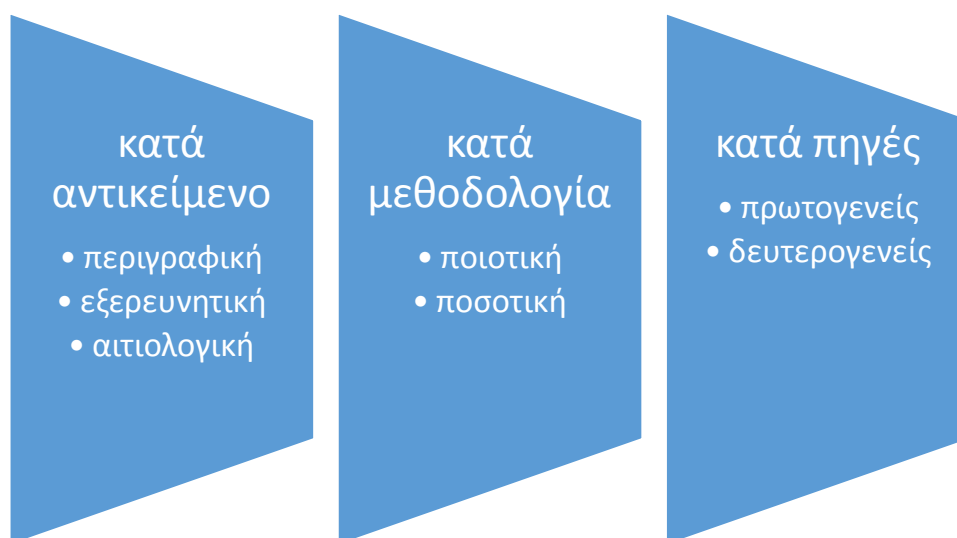 κατά
αντικείμενο
• περιγραφική
• εξερευνητική
• αιτιολογική
κατά
μεθοδολογία
• ποιοτική
• ποσοτική
κατά πηγές
• πρωτογενείς
• δευτερογενείς